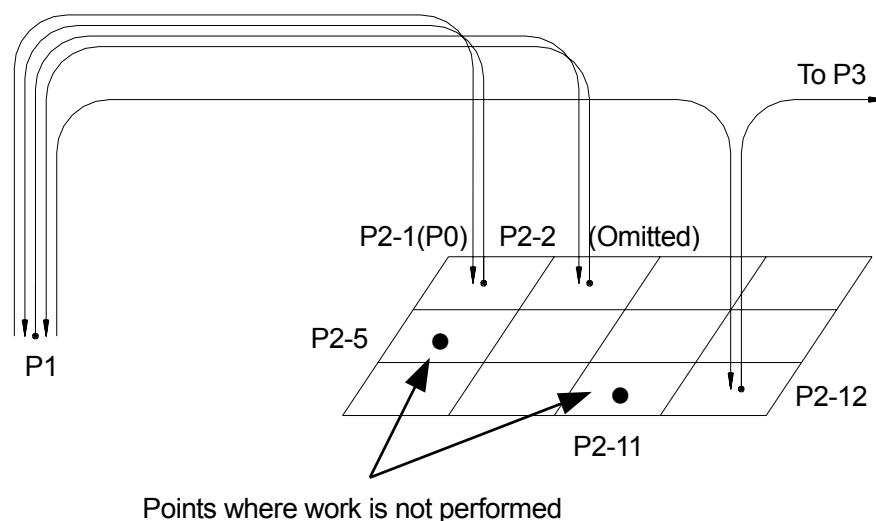 To P3
P2-1(P0)
P2-2
(Omitted)
P2-5
P1
P2-12
P2-11
Points where work is not performed